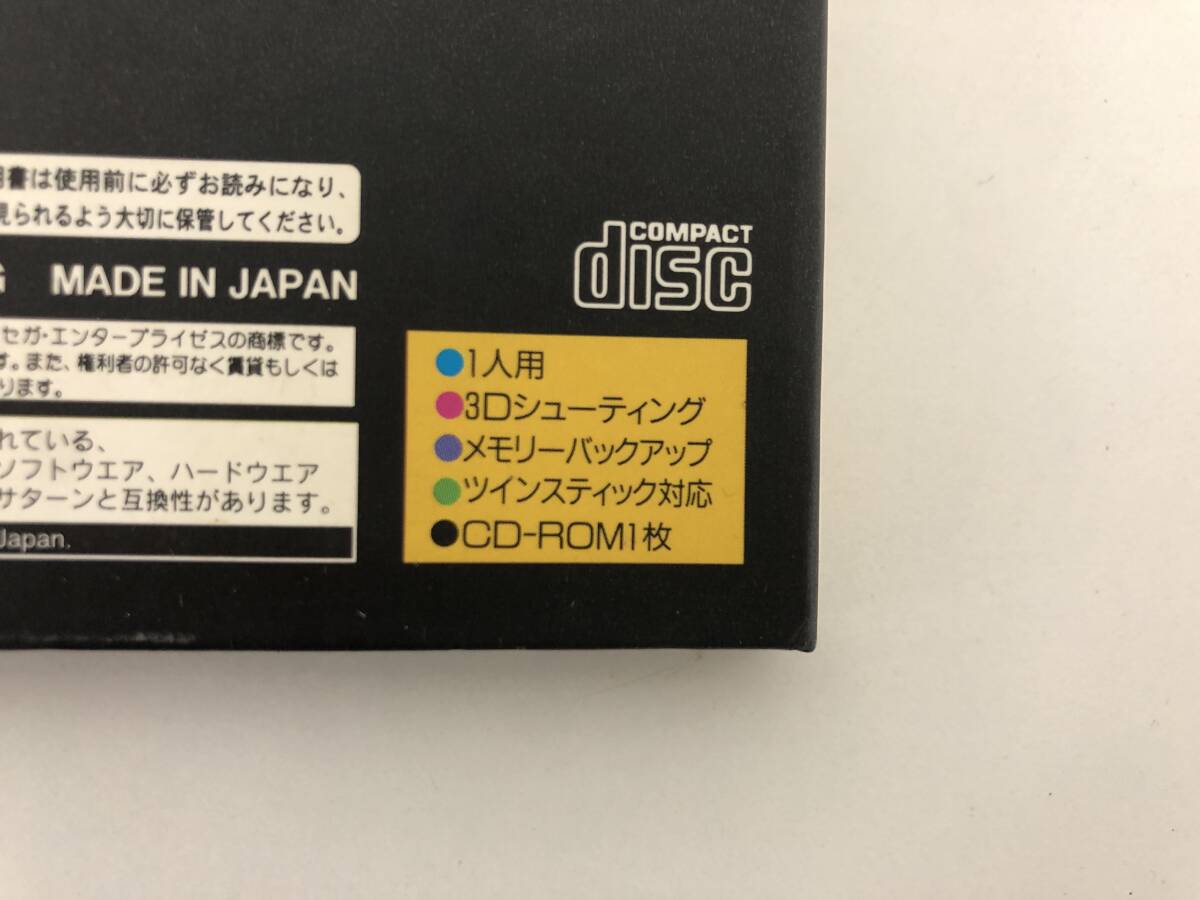 用書は使用前に必ずお読みになり、
見られるよう大切に保管してください。
COMPACT
disc
G MADE IN JAPAN
セガ・エンタープライゼスの商標です。
す。また、権利者の許可なく賃貸もしくは
ります。
れている、
ソフトウエア、ハードウエア
サターンと互換性があります。
Japan.
●1人用
●3Dシューティング
●メモリーバックアップ
●ツインスティック対応
●CD-ROM1枚